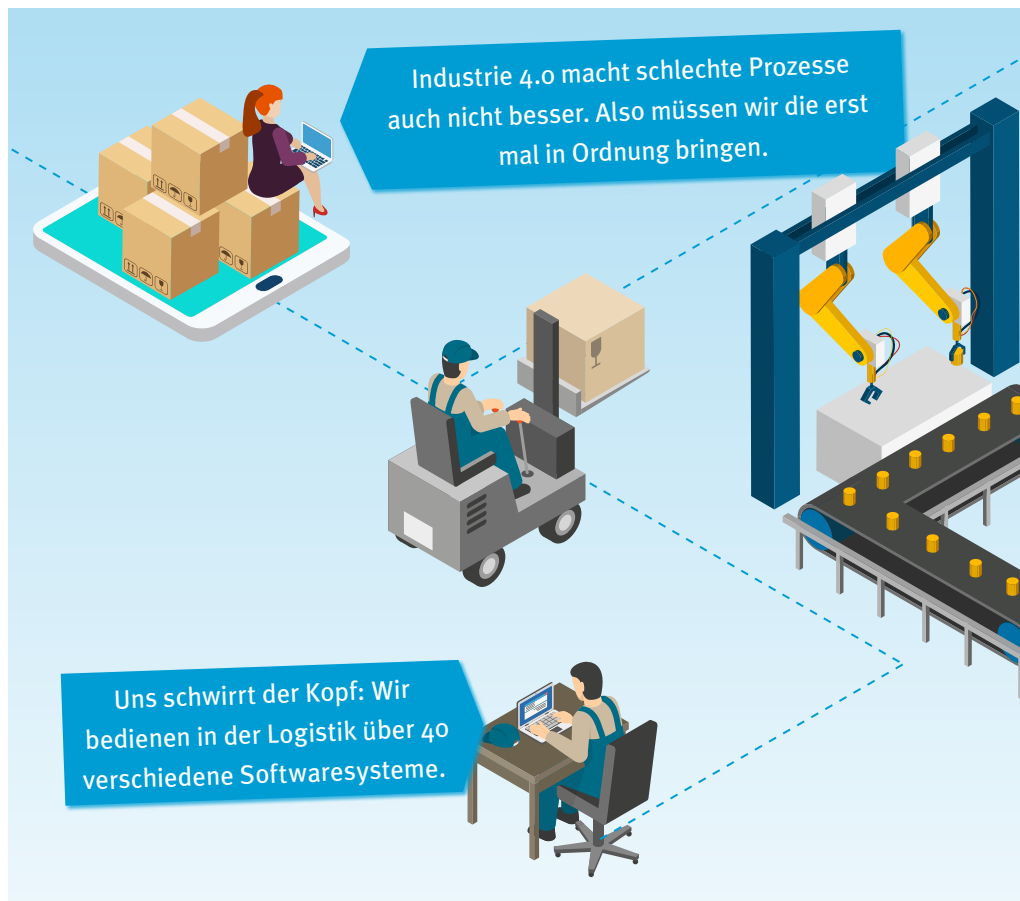 Industrie 4.0 macht schlechte Prozesse
auch nicht besser. Also müssen wir die erst
mal in Ordnung bringen.
Uns schwirrt der Kopf: Wir
bedienen in der Logistik über 40
verschiedene Softwaresysteme.